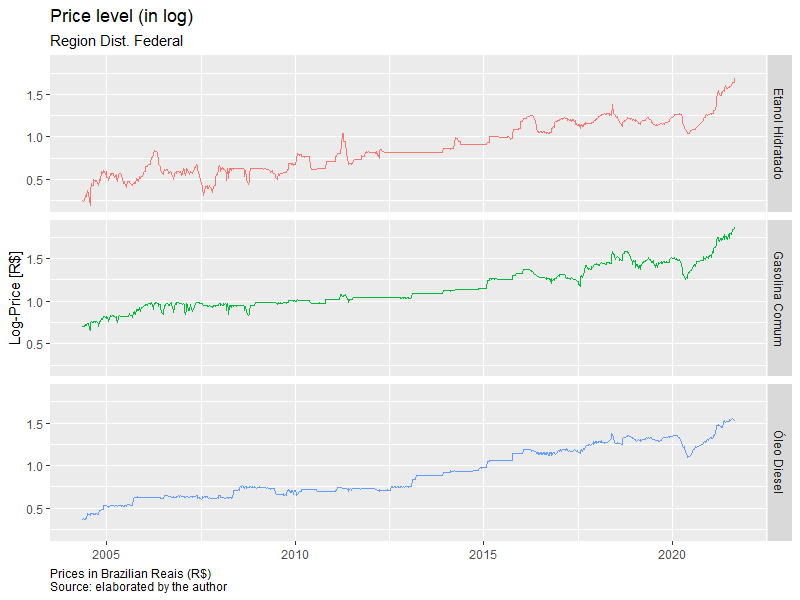 Price level (in log)
Region Dist. Federal
Log-Price [R$]
1.5
1.0
0.5
Etanol Hidratado
1.5
1.0
0.5
Gasolina Comum
1.5
1.0
0.5
Óleo Diesel
2005
2010
2015
2020
Prices in Brazilian Reais (R$)
Source: elaborated by the author